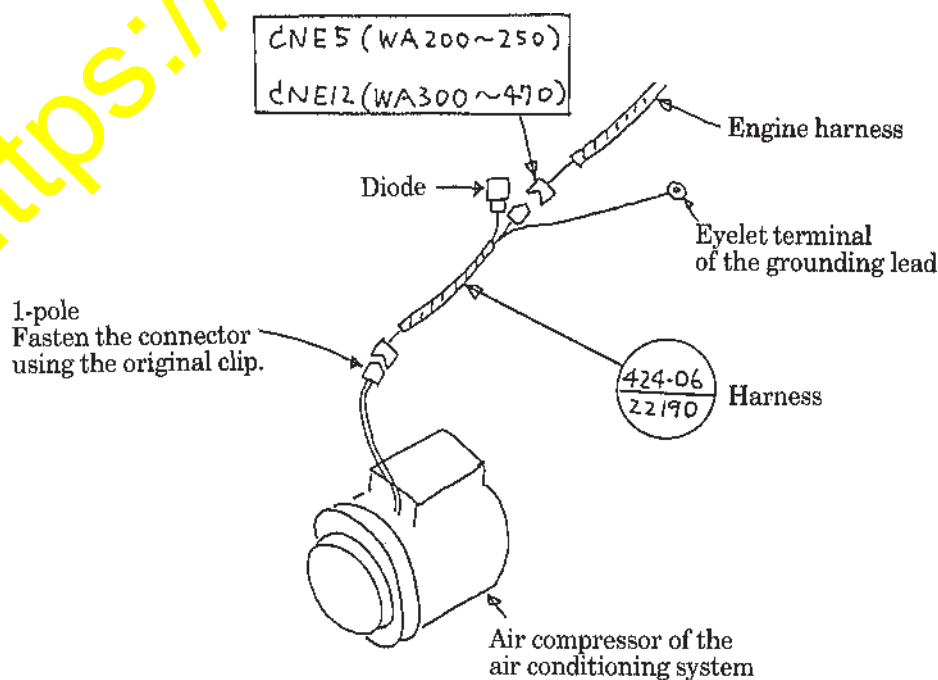 https://
CNE5 (WA200~250)
CNE12 (WA300~470)
Engine harness
Diode
Eyelet terminal
of the grounding lead
1-pole
Fasten the connector
using the original clip.
424-06
22190
Harness
Air compressor of the
air conditioning system